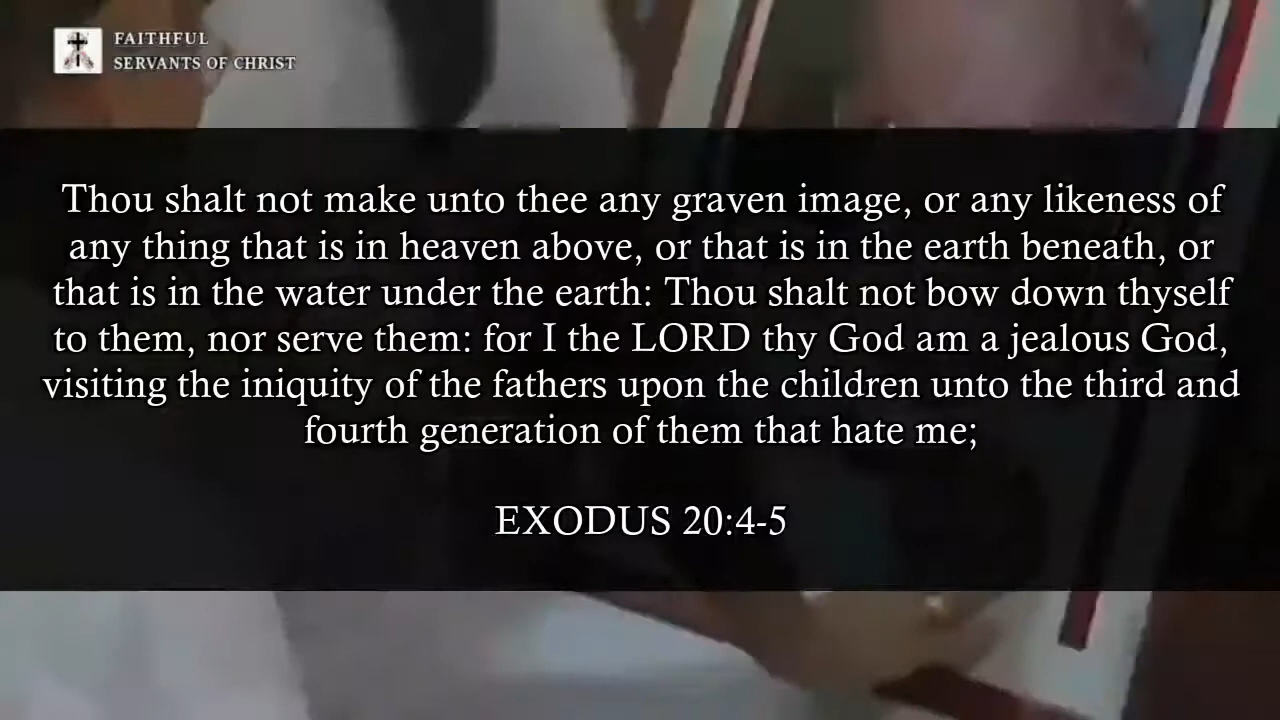 FAITHFUL
SERVANTS OF CHRIST
Thou shalt not make unto thee any graven image, or any likeness of
any thing that is in heaven above, or that is in the earth beneath, or
that is in the water under the earth: Thou shalt not bow down thyself
to them, nor serve them: for I the LORD thy God am a jealous God,
visiting the iniquity of the fathers upon the children unto the third and
fourth generation of them that hate me;
EXODUS 20:4-5